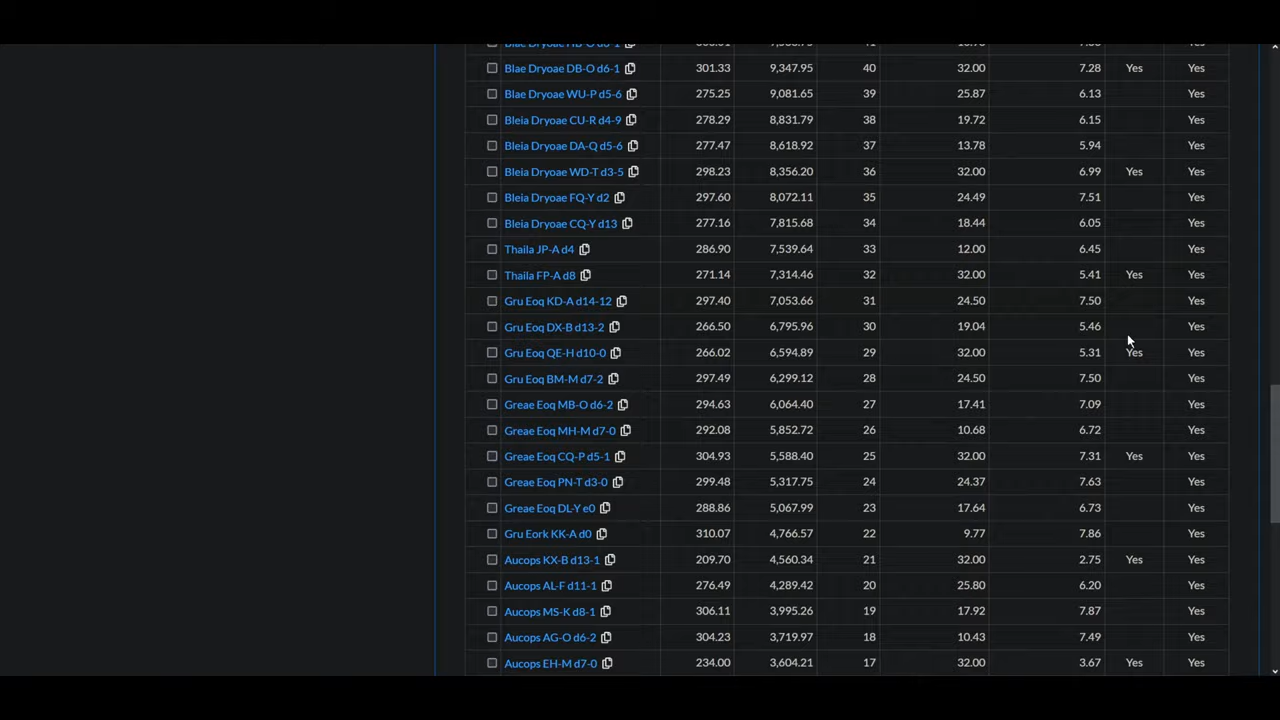 Blae Dryoae DB-O d6-1 301.33 9,347.95 40 32.00 7.28 Yes Yes
Blae Dryoae WU-P d5-6 275.25 9,081.65 39 25.87 6.13 Yes
Bleia Dryoae CU-R d4-9 278.29 8,831.79 38 19.72 6.15 Yes
Bleia Dryoae DA-Q d5-6 277.47 8,618.92 37 13.78 5.94 Yes
Bleia Dryoae WD-T d3-5 298.23 8,356.20 36 32.00 6.99 Yes Yes
Bleia Dryoae FQ-Y d2 297.60 8,072.11 35 24.49 7.51 Yes
Bleia Dryoae CQ-Y d13 277.16 7,815.68 34 18.44 6.05 Yes
Thaila JP-A d4 286.90 7,539.64 33 12.00 6.45 Yes
Thaila FP-A d8 271.14 7,314.46 32 32.00 5.41 Yes Yes
Gru Eoq KD-A d14-12 297.40 7,053.66 31 24.50 7.50 Yes
Gru Eoq DX-B d13-2 266.50 6,795.96 30 19.04 5.46 Yes
Gru Eoq QE-H d10-0 266.02 6,594.89 29 32.00 5.31 Yes Yes
Gru Eoq BM-M d7-2 297.49 6,299.12 28 24.50 7.50 Yes
Greae Eoq MB-O d6-2 294.63 6,064.40 27 17.41 7.09 Yes
Greae Eoq MH-M d7-0 292.08 5,852.72 26 10.68 6.72 Yes
Greae Eoq CQ-P d5-1 304.93 5,588.40 25 32.00 7.31 Yes Yes
Greae Eoq PN-T d3-0 299.48 5,317.75 24 24.37 7.63 Yes
Greae Eoq DL-Y e0 288.86 5,067.99 23 17.64 6.73 Yes
Gru Eork KK-A d0 310.07 4,766.57 22 9.77 7.86 Yes
Aucops KX-B d13-1 209.70 4,560.34 21 32.00 2.75 Yes Yes
Aucops AL-F d11-1 276.49 4,289.42 20 25.80 6.20 Yes
Aucops MS-K d8-1 306.11 3,995.26 19 17.92 7.87 Yes
Aucops AG-O d6-2 304.23 3,719.97 18 10.43 7.49 Yes
Aucops EH-M d7-0 234.00 3,604.21 17 32.00 3.67 Yes Yes